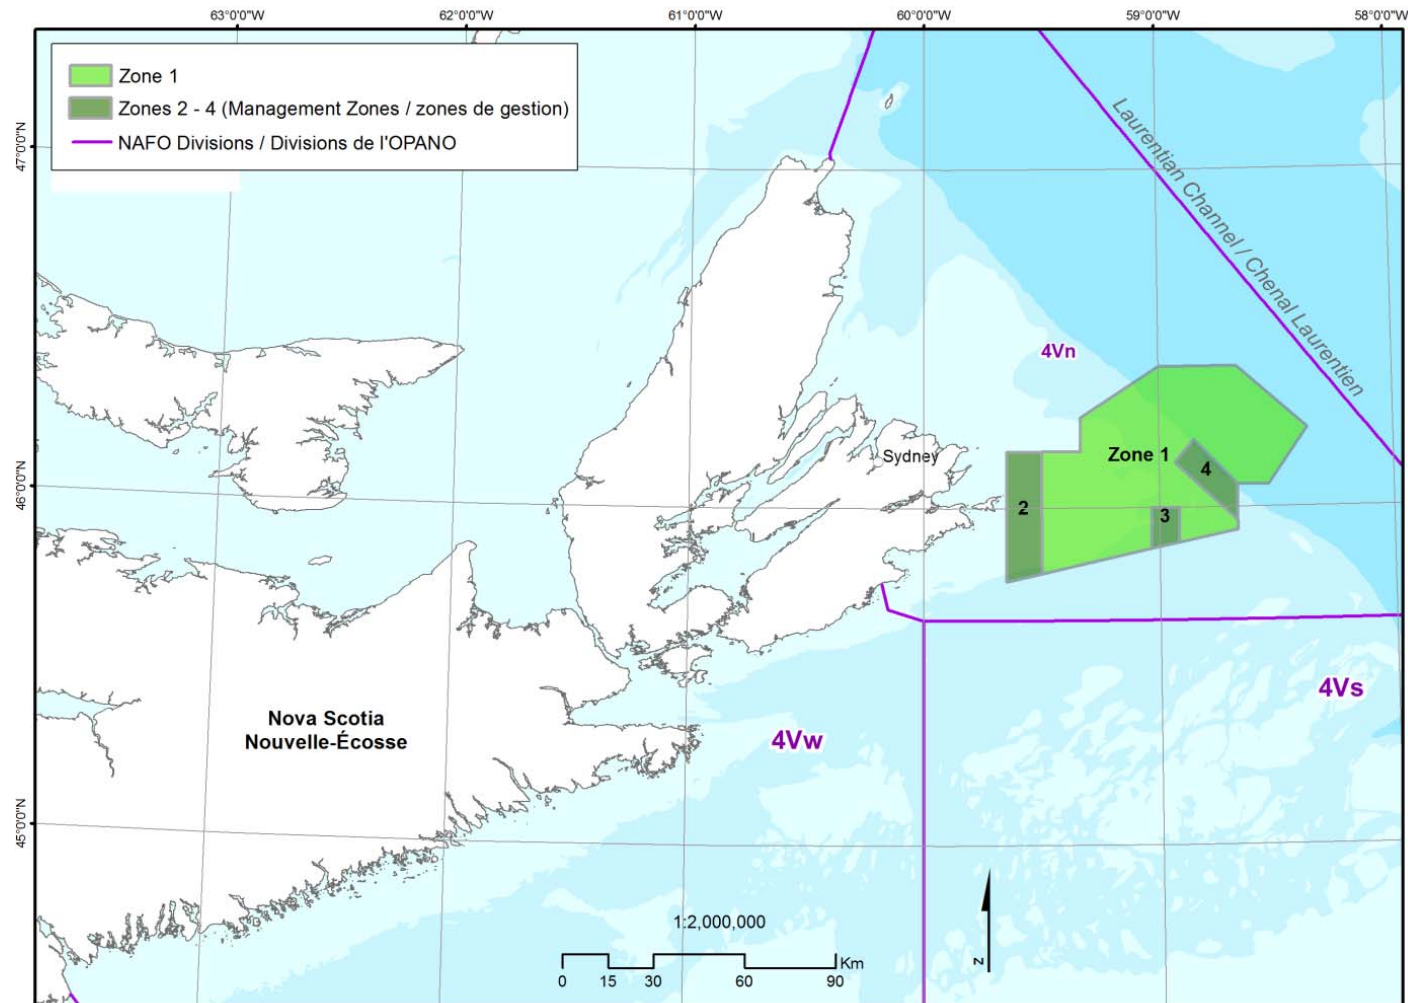 63°0'0"W
62°0'0"W
61°0'0"W
60°0'0"W
59°0'0"W
58°0'0"W
Zone 1
Zones 2 - 4 (Management Zones / zones de gestion)
NAFO Divisions / Divisions de l'OPANO
47°0'0"N
46°0'0"N
45°0'0"N
Laurentian Channel / Chenal Laurentien
4Vn
Sydney
Zone 1
4
2
3
4Vs
Nova Scotia
Nouvelle-Écosse
4Vw
1:2,000,000
Km
0 15 30 60 90
N